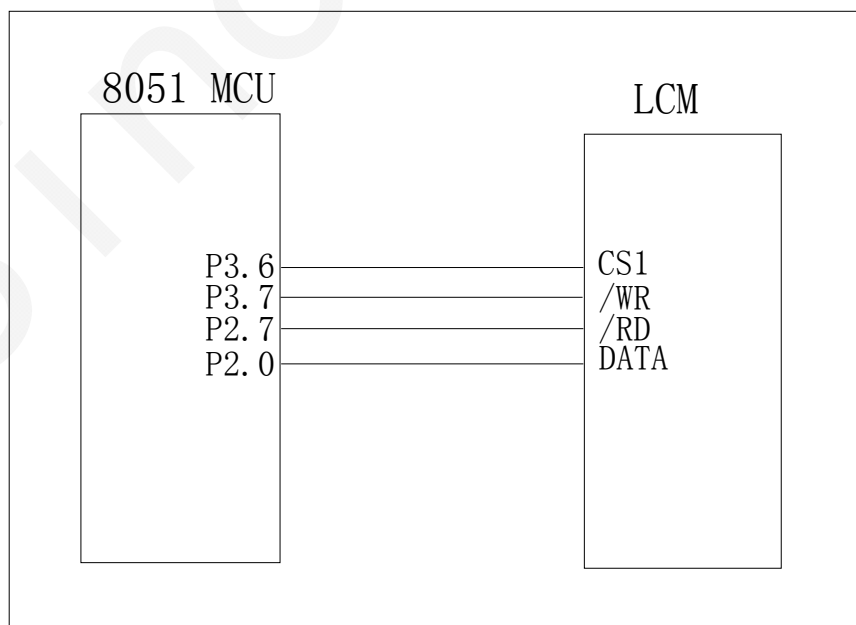 8051 MCU
LCM
P3.6 CS1
P3.7 /WR
P2.7 /RD
P2.0 DATA